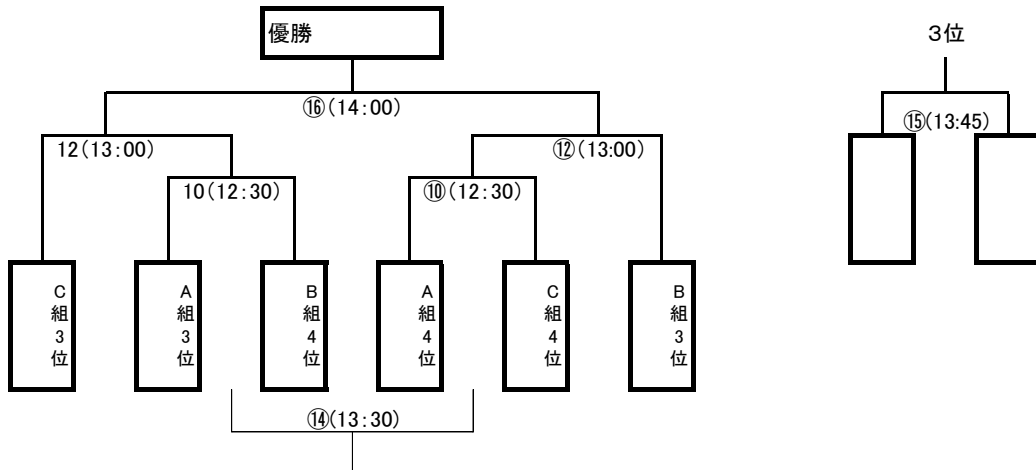 優勝
3位
⑯(14:00)
⑮(13:45)
12(13:00)
⑫(13:00)
10(12:30)
⑩(12:30)
C組3位
A組3位
B組4位
A組4位
C組4位
B組3位
⑭(13:30)